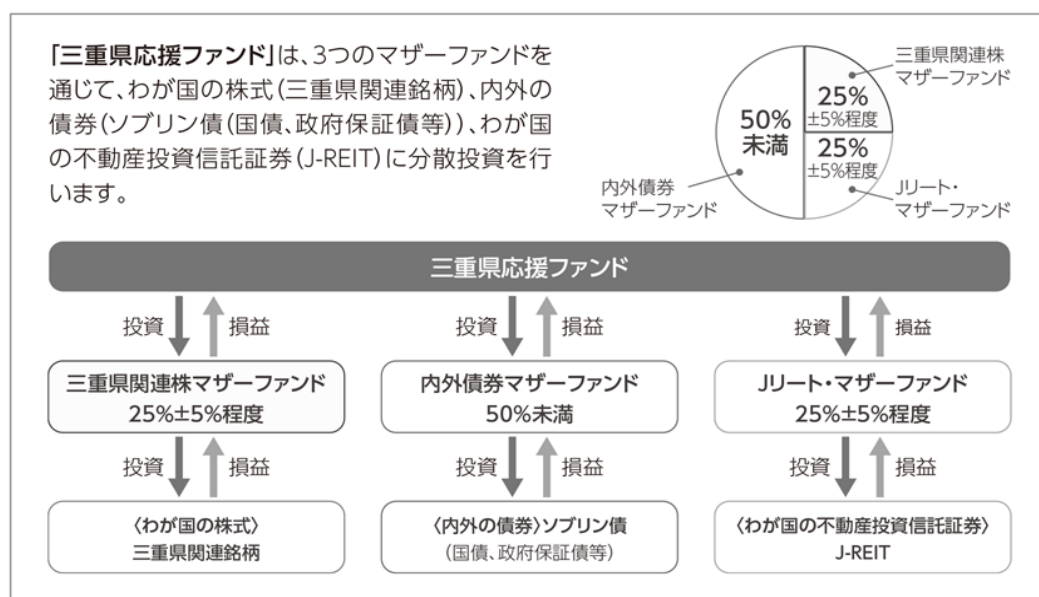 「三重県応援ファンド」は、3つのマザーファンドを
通じて、わが国の株式(三重県関連銘柄)、内外の
債券(ソブリン債(国債、政府保証債等))、わが国
の不動産投資信託証券(J-REIT)に分散投資を行
います。
三重県関連株
マザーファンド
25%
±5%程度
50%
未満
25%
±5%程度
内外債券
マザーファンド
Jリート・
マザーファンド
三重県応援ファンド
投資 損益
投資 損益
投資 損益
三重県関連株マザーファンド
25%±5%程度
内外債券マザーファンド
50%未満
Jリート・マザーファンド
25%±5%程度
投資 損益
投資 損益
投資 損益
〈わが国の株式〉
三重県関連銘柄
〈内外の債券〉ソブリン債
(国債、政府保証債等)
〈わが国の不動産投資信託証券〉
J-REIT